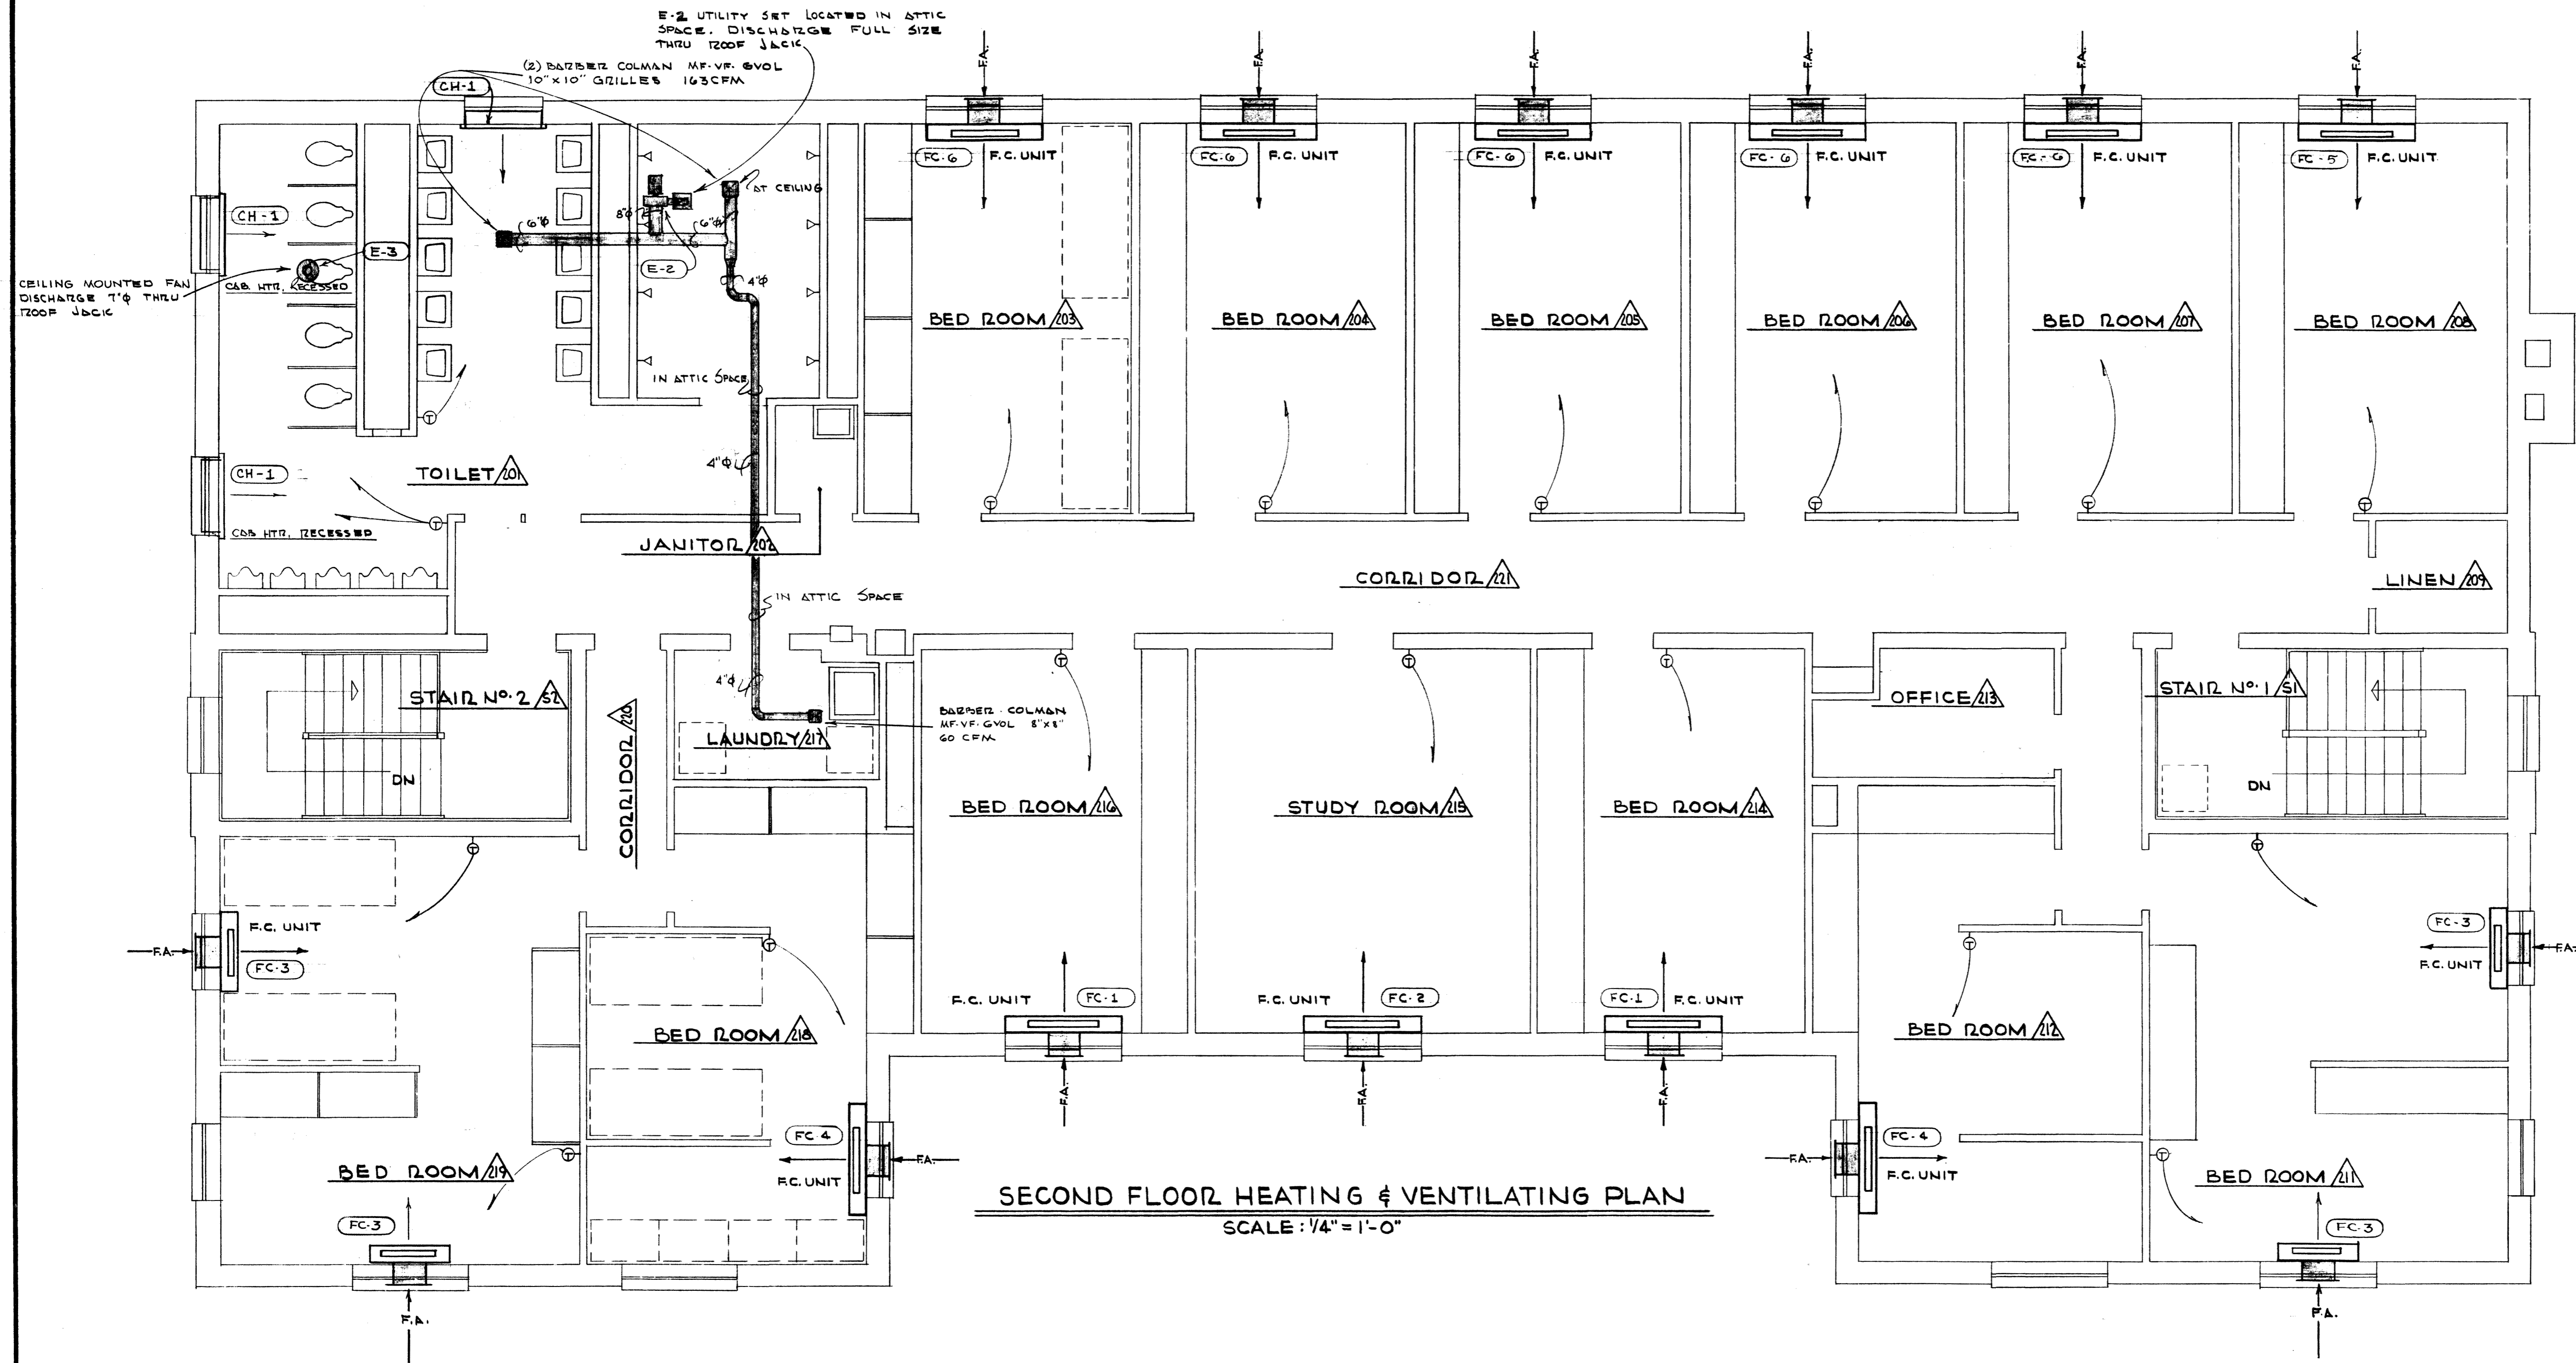 E-2 UTILITY SET LOCATED IN ATTIC
SPACE. DISCHARGE FULL SIZE
THRU ROOF JACK
(2) BARBER COLMAN MF-VF. GVOL
10"x10" GRILLES 163 CFM
CH-1
F.A.
F.A.
F.A.
F.A.
F.A.
F.A.
FC-6 F.C. UNIT
FC-6 F.C. UNIT
FC-6 F.C. UNIT
FC-6 F.C. UNIT
FC-6 F.C. UNIT
FC-5 F.C. UNIT
AT CEILING
CH-1
6"φ
8"φ
6"φ
E-3
E-2
4"φ
CEILING MOUNTED FAN
DISCHARGE 7"φ THRU
ROOF JACK
CAB. HTR. RECESSED
BED ROOM 203
BED ROOM 204
BED ROOM 205
BED ROOM 206
BED ROOM 207
BED ROOM 208
IN ATTIC SPACE
T
4"φ
CH-1
TOILET 201
T
T
T
T
T
T
T
CAB. HTR. RECESSED
JANITOR 202
CORRIDOR 221
LINEN 209
IN ATTIC SPACE
T
T
T
4"φ
STAIR Nº. 2 S2
CORRIDOR 220
OFFICE 213
STAIR Nº. 1 S1
BARBER-COLMAN
MF-VF. GVOL 8"x8"
60 CFM
LAUNDRY 217
DN
DN
BED ROOM 216
STUDY ROOM 215
BED ROOM 214
T
T
F.C. UNIT
FC-3
F.A.
T
T
FC-3
F.A.
F.C. UNIT
F.C. UNIT FC-1
F.C. UNIT FC-2
FC-1 F.C. UNIT
BED ROOM 218
BED ROOM 212
F.A.
F.A.
F.A.
FC-4
F.A.
F.C. UNIT
FC-4
F.A.
F.C. UNIT
T
T
BED ROOM 219
BED ROOM 211
SECOND FLOOR HEATING & VENTILATING PLAN
SCALE: 1/4" = 1'-0"
FC-3
FC-3
F.A.
F.A.